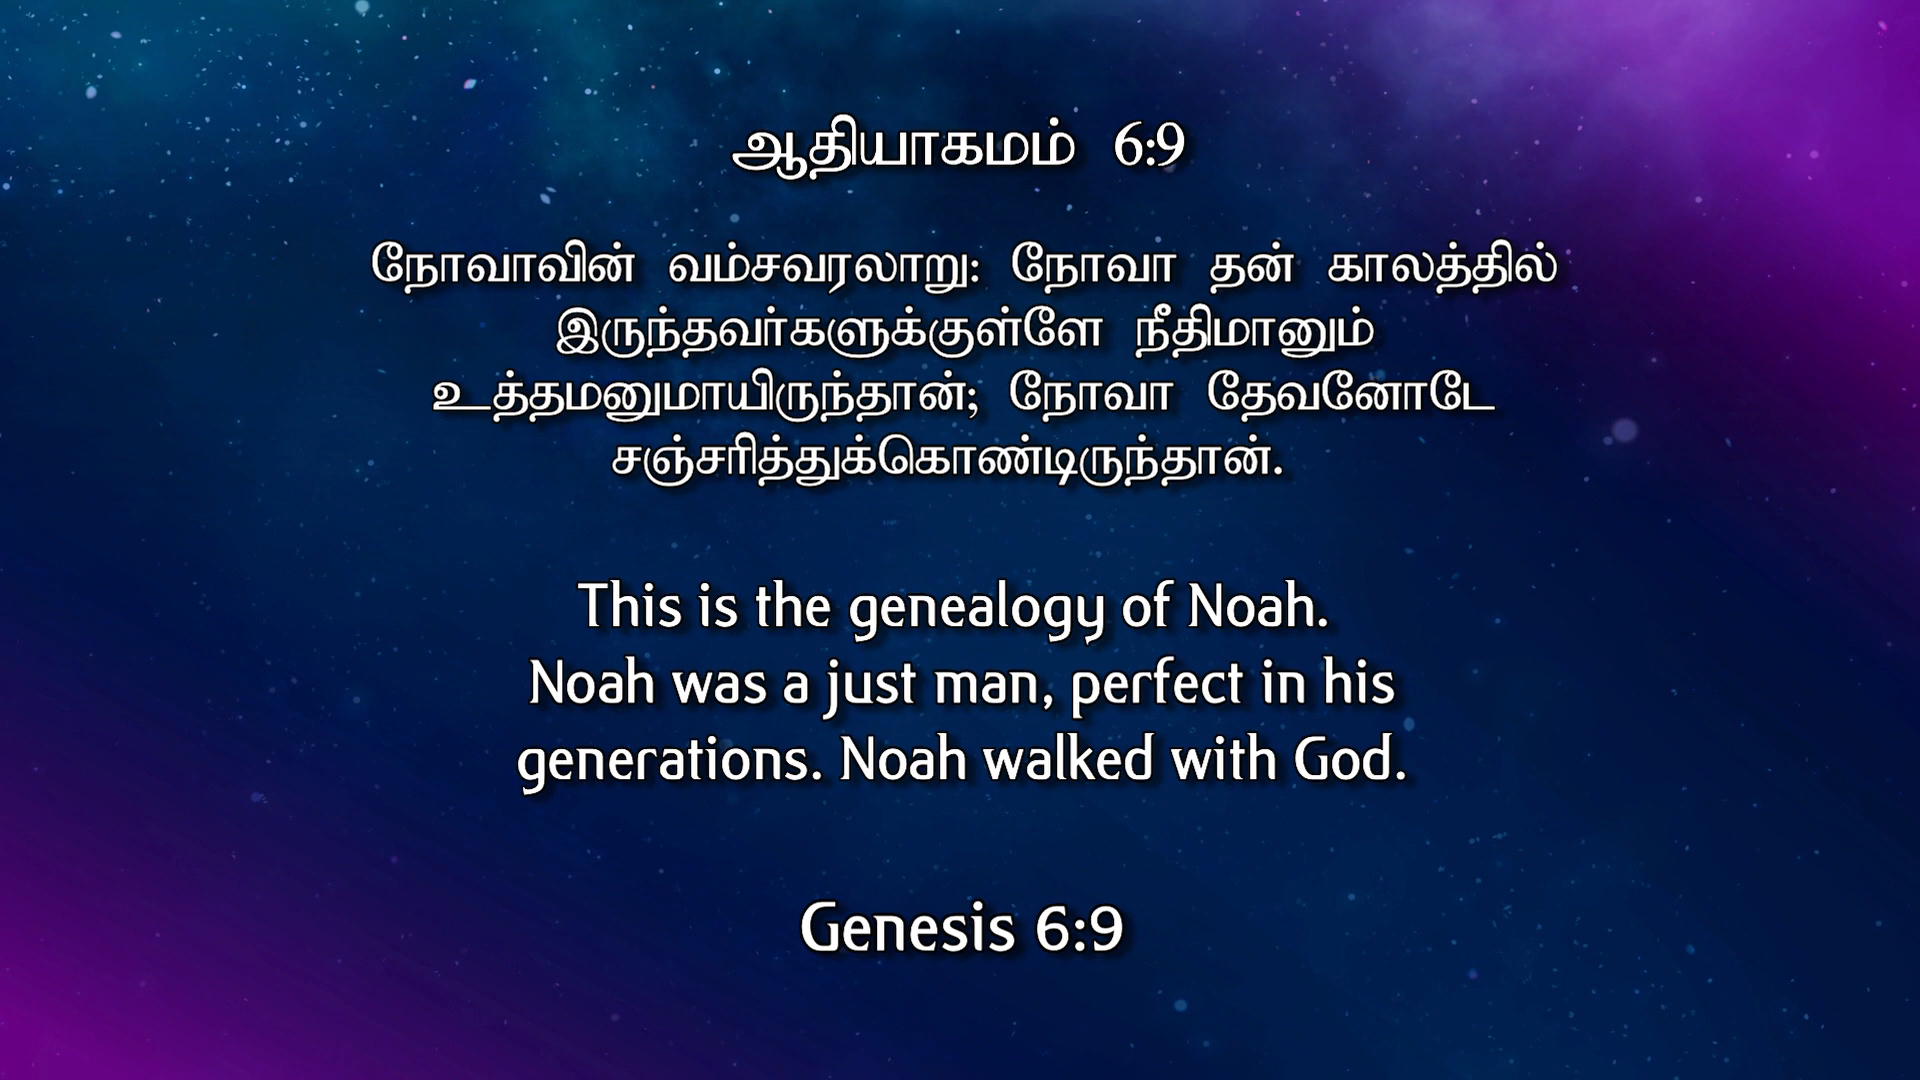 ஆதியாகமம் 6:9
நோவாவின் வம்சவரலாறு: நோவா தன் காலத்தில்
இருந்தவர்களுக்குள்ளே நீதிமானும்
உத்தமனுமாயிருந்தான்; நோவா தேவனோடே
சஞ்சரித்துக்கொண்டிருந்தான்.
This is the genealogy of Noah.
Noah was a just man, perfect in his
generations. Noah walked with God.
Genesis 6:9